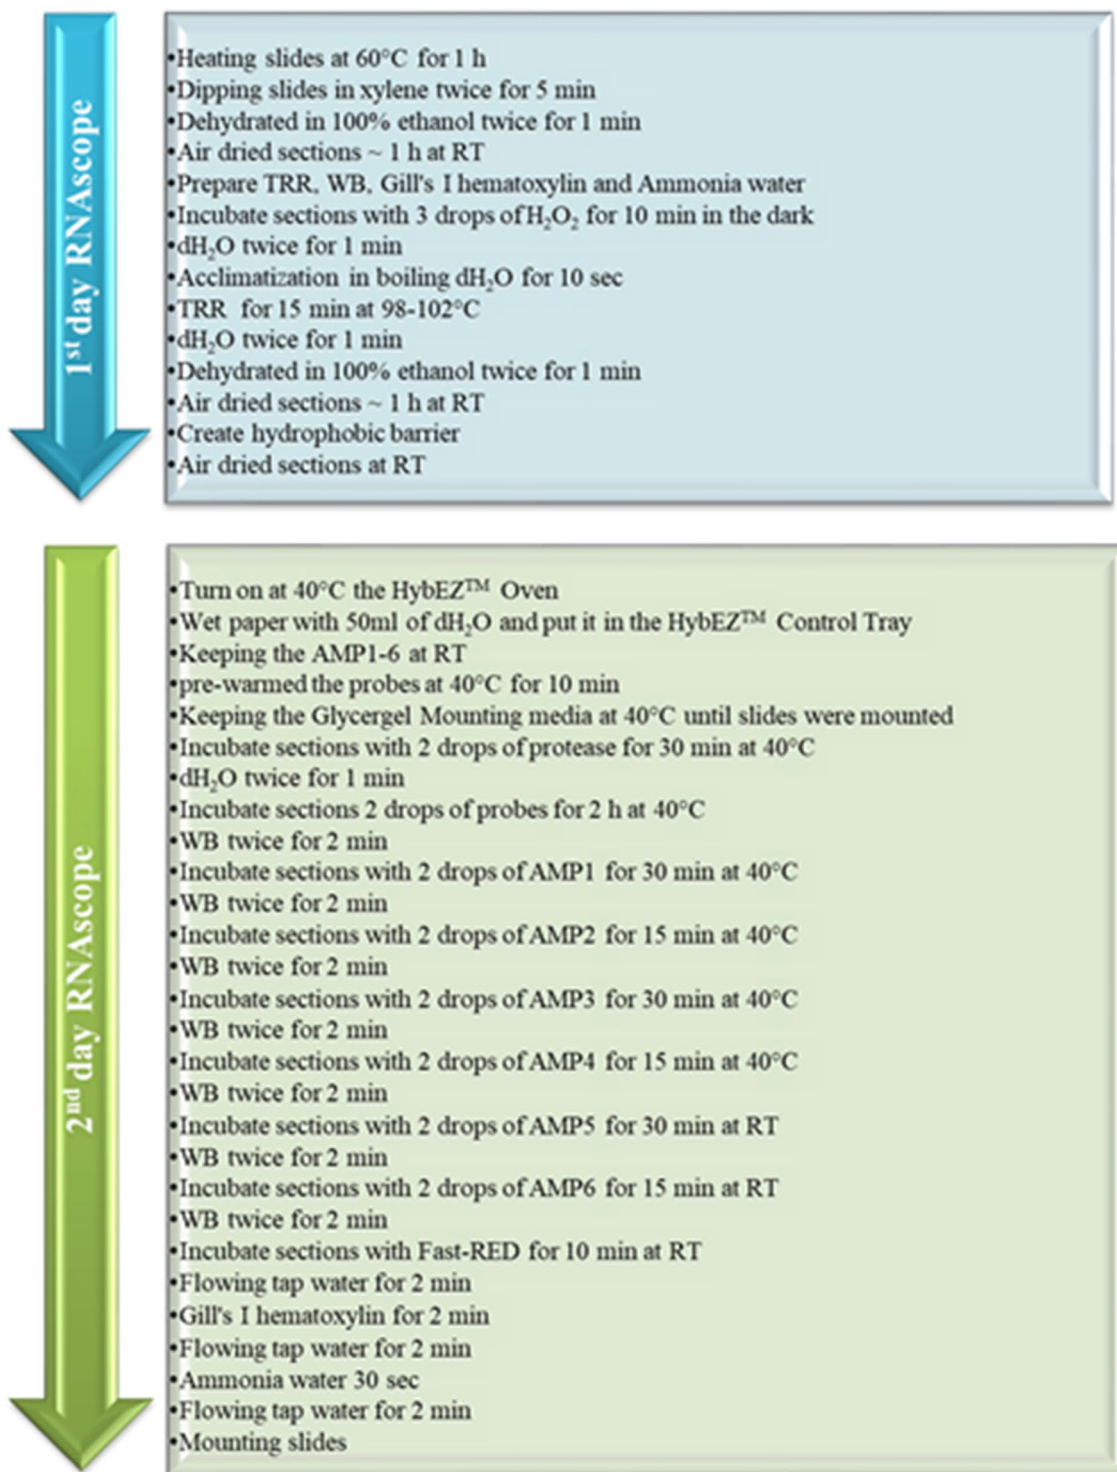 1st day RNAscope
•Heating slides at 60°C for 1 h
•Dipping slides in xylene twice for 5 min
•Dehydrated in 100% ethanol twice for 1 min
•Air dried sections ~ 1 h at RT
•Prepare TRR, WB, Gill's I hematoxylin and Ammonia water
•Incubate sections with 3 drops of H₂O₂ for 10 min in the dark
•dH₂O twice for 1 min
•Acclimatization in boiling dH₂O for 10 sec
•TRR for 15 min at 98-102°C
•dH₂O twice for 1 min
•Dehydrated in 100% ethanol twice for 1 min
•Air dried sections ~ 1 h at RT
•Create hydrophobic barrier
•Air dried sections at RT
2nd day RNAscope
•Turn on at 40°C the HybEZ™ Oven
•Wet paper with 50ml of dH₂O and put it in the HybEZ™ Control Tray
•Keeping the AMP1-6 at RT
•pre-warmed the probes at 40°C for 10 min
•Keeping the Glycergel Mounting media at 40°C until slides were mounted
•Incubate sections with 2 drops of protease for 30 min at 40°C
•dH₂O twice for 1 min
•Incubate sections 2 drops of probes for 2 h at 40°C
•WB twice for 2 min
•Incubate sections with 2 drops of AMP1 for 30 min at 40°C
•WB twice for 2 min
•Incubate sections with 2 drops of AMP2 for 15 min at 40°C
•WB twice for 2 min
•Incubate sections with 2 drops of AMP3 for 30 min at 40°C
•WB twice for 2 min
•Incubate sections with 2 drops of AMP4 for 15 min at 40°C
•WB twice for 2 min
•Incubate sections with 2 drops of AMP5 for 30 min at RT
•WB twice for 2 min
•Incubate sections with 2 drops of AMP6 for 15 min at RT
•WB twice for 2 min
•Incubate sections with Fast-RED for 10 min at RT
•Flowing tap water for 2 min
•Gill's I hematoxylin for 2 min
•Flowing tap water for 2 min
•Ammonia water 30 sec
•Flowing tap water for 2 min
•Mounting slides